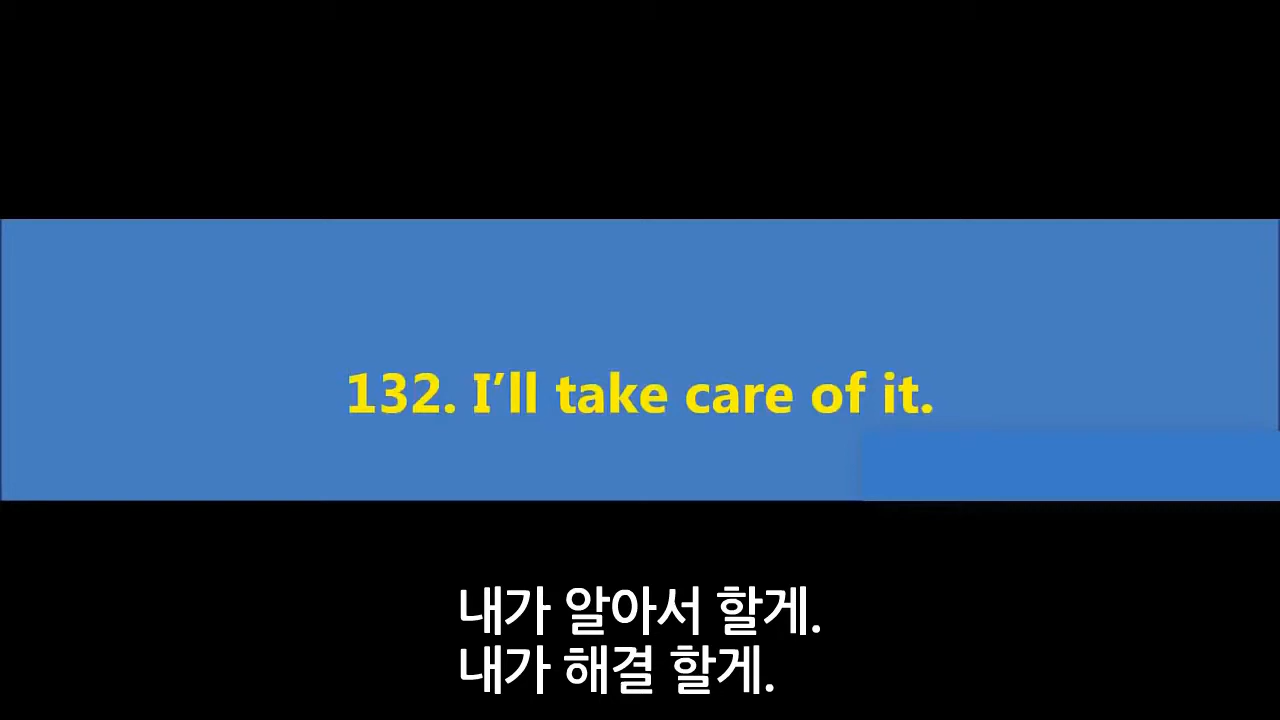 132. I’ll take care of it.
내가 알아서 할게.
내가 해결 할게.